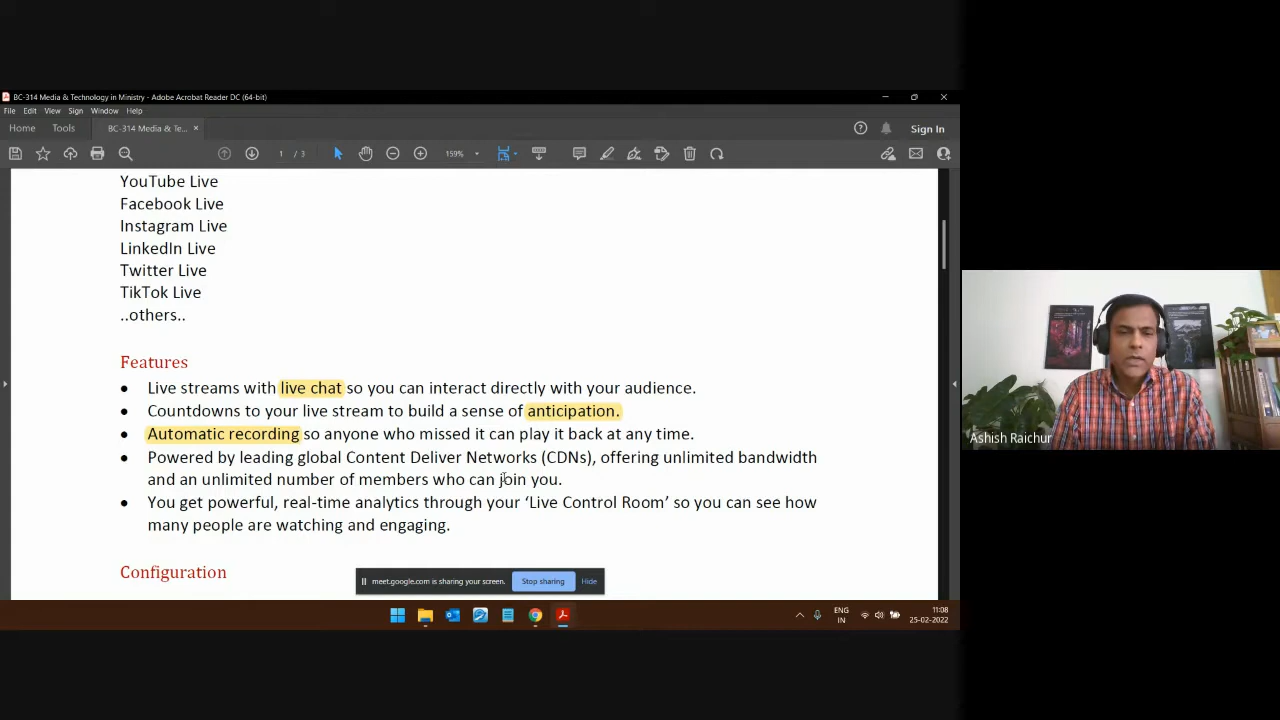 BC-314 Media & Technology in Ministry - Adobe Acrobat Reader DC (64-bit)
File Edit View Sign Window Help
Home Tools BC-314 Media & Te... × Sign In
1 / 3 159%
YouTube Live
Facebook Live
Instagram Live
LinkedIn Live
Twitter Live
TikTok Live
..others..
Features
• Live streams with live chat so you can interact directly with your audience.
• Countdowns to your live stream to build a sense of anticipation.
• Automatic recording so anyone who missed it can play it back at any time.
• Powered by leading global Content Deliver Networks (CDNs), offering unlimited bandwidth
and an unlimited number of members who can join you.
• You get powerful, real-time analytics through your ‘Live Control Room’ so you can see how
many people are watching and engaging.
Configuration
meet.google.com is sharing your screen. Stop sharing Hide
ENG
IN
11:08
25-02-2022
Ashish Raichur